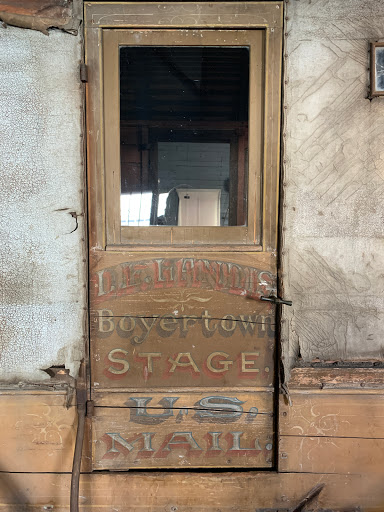 I. E. LANDIS
Boyertown
STAGE.
U.S.
MAIL.